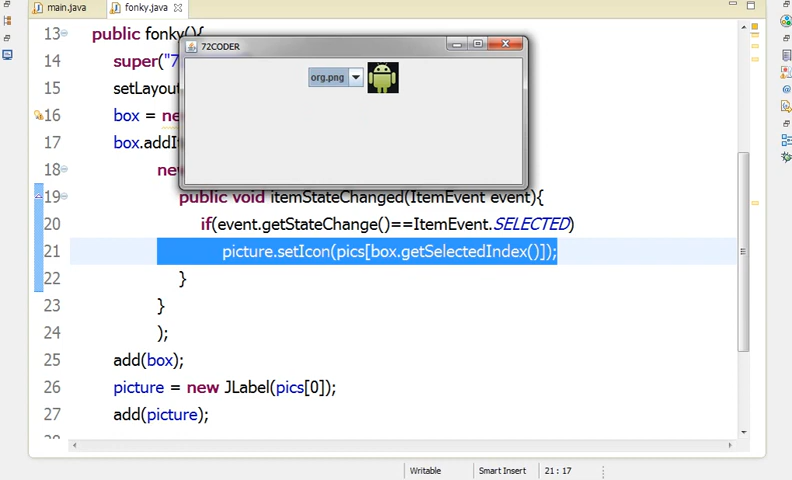 main.java
fonky.java
13
public fonky(){
72CODER
14
super("7
15
setLayout
org.png
16
box = new
17
box.addIt
18
new
19
public void itemStateChanged(ItemEvent event){
20
if(event.getStateChange()==ItemEvent.SELECTED)
21
picture.setIcon(pics[box.getSelectedIndex()]);
22
}
23
}
24
);
25
add(box);
26
picture = new JLabel(pics[0]);
27
add(picture);
Writable
Smart Insert
21 : 17